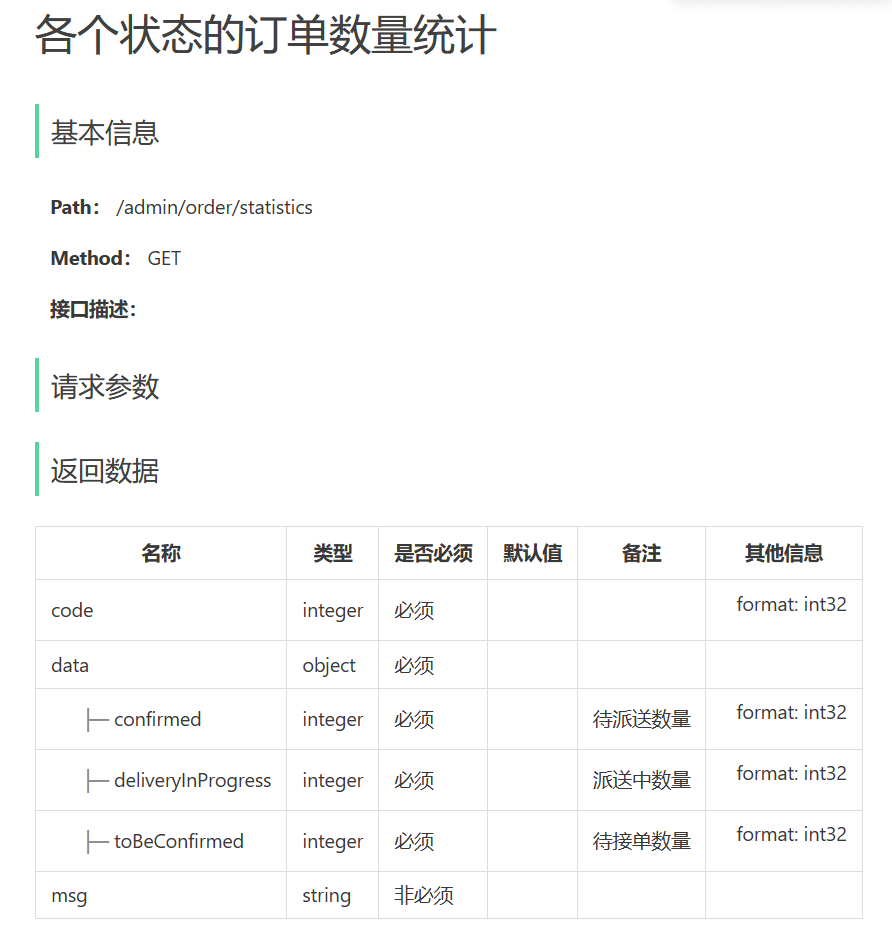 各个状态的订单数量统计
基本信息
Path： /admin/order/statistics
Method： GET
接口描述：
请求参数
返回数据
名称 类型 是否必须 默认值 备注 其他信息
code integer 必须 format: int32
data object 必须
├─ confirmed integer 必须 待派送数量 format: int32
├─ deliveryInProgress integer 必须 派送中数量 format: int32
├─ toBeConfirmed integer 必须 待接单数量 format: int32
msg string 非必须